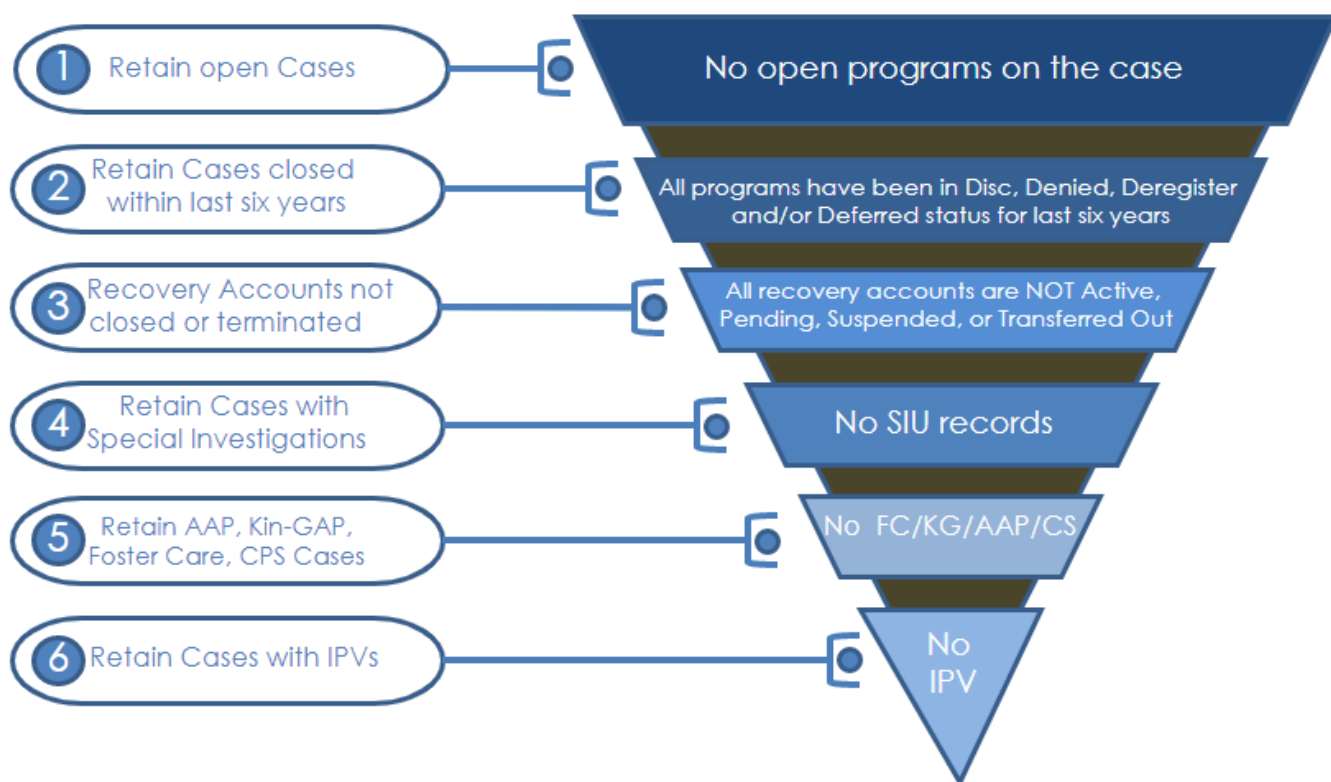 1
Retain open Cases
No open programs on the case
2
Retain Cases closed
within last six years
All programs have been in Disc, Denied, Deregister
and/or Deferred status for last six years
3
Recovery Accounts not
closed or terminated
All recovery accounts are NOT Active,
Pending, Suspended, or Transferred Out
4
Retain Cases with
Special Investigations
No SIU records
5
Retain AAP, Kin-GAP,
Foster Care, CPS Cases
No FC/KG/AAP/CS
6
Retain Cases with IPVs
No
IPV